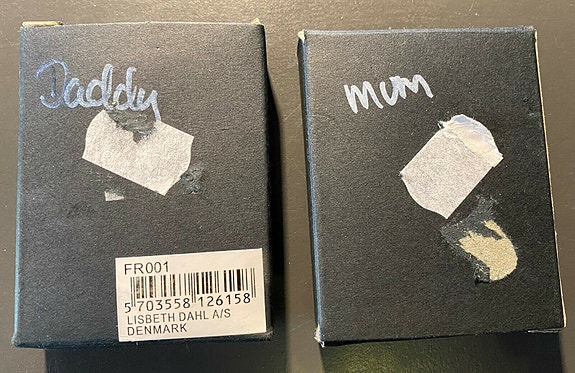 Daddy
mum
FR001
5 703558 126158
LISBETH DAHL A/S
DENMARK